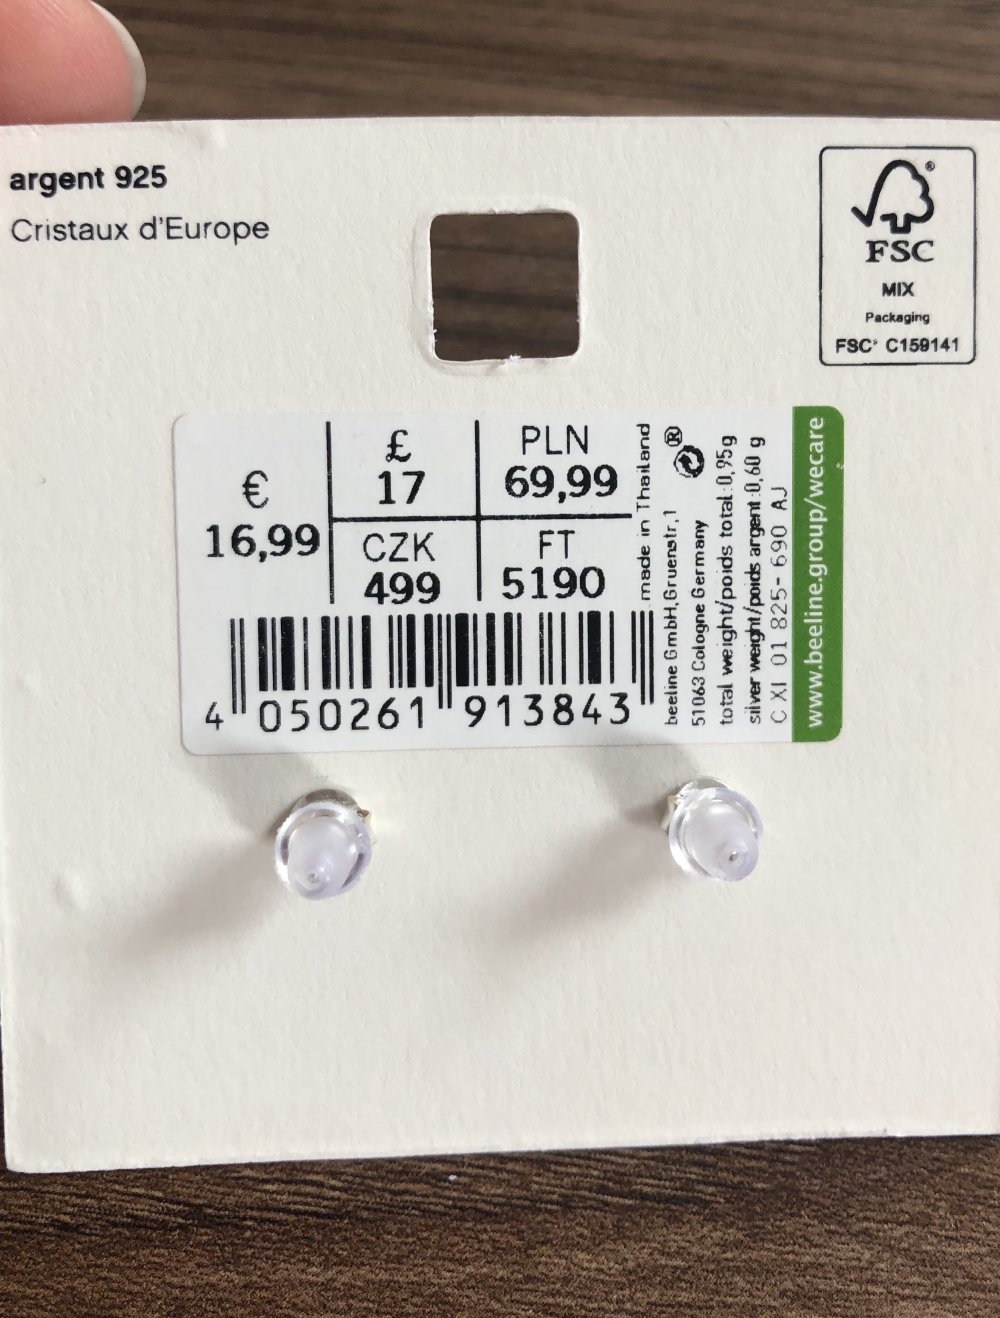 argent 925
Cristaux d'Europe
®
FSC
MIX
Packaging
FSC® C159141
€
16,99
£
17
PLN
69,99
CZK
499
FT
5190
4 050261 913843
made in Thailand
®
beeline GmbH,Gruenstr,1
51063 Cologne Germany
total weight/poids total:0,95g
silver weight/poids argent:0,60 g
C XI 01 825- 690 AJ
www.beeline.group/wecare